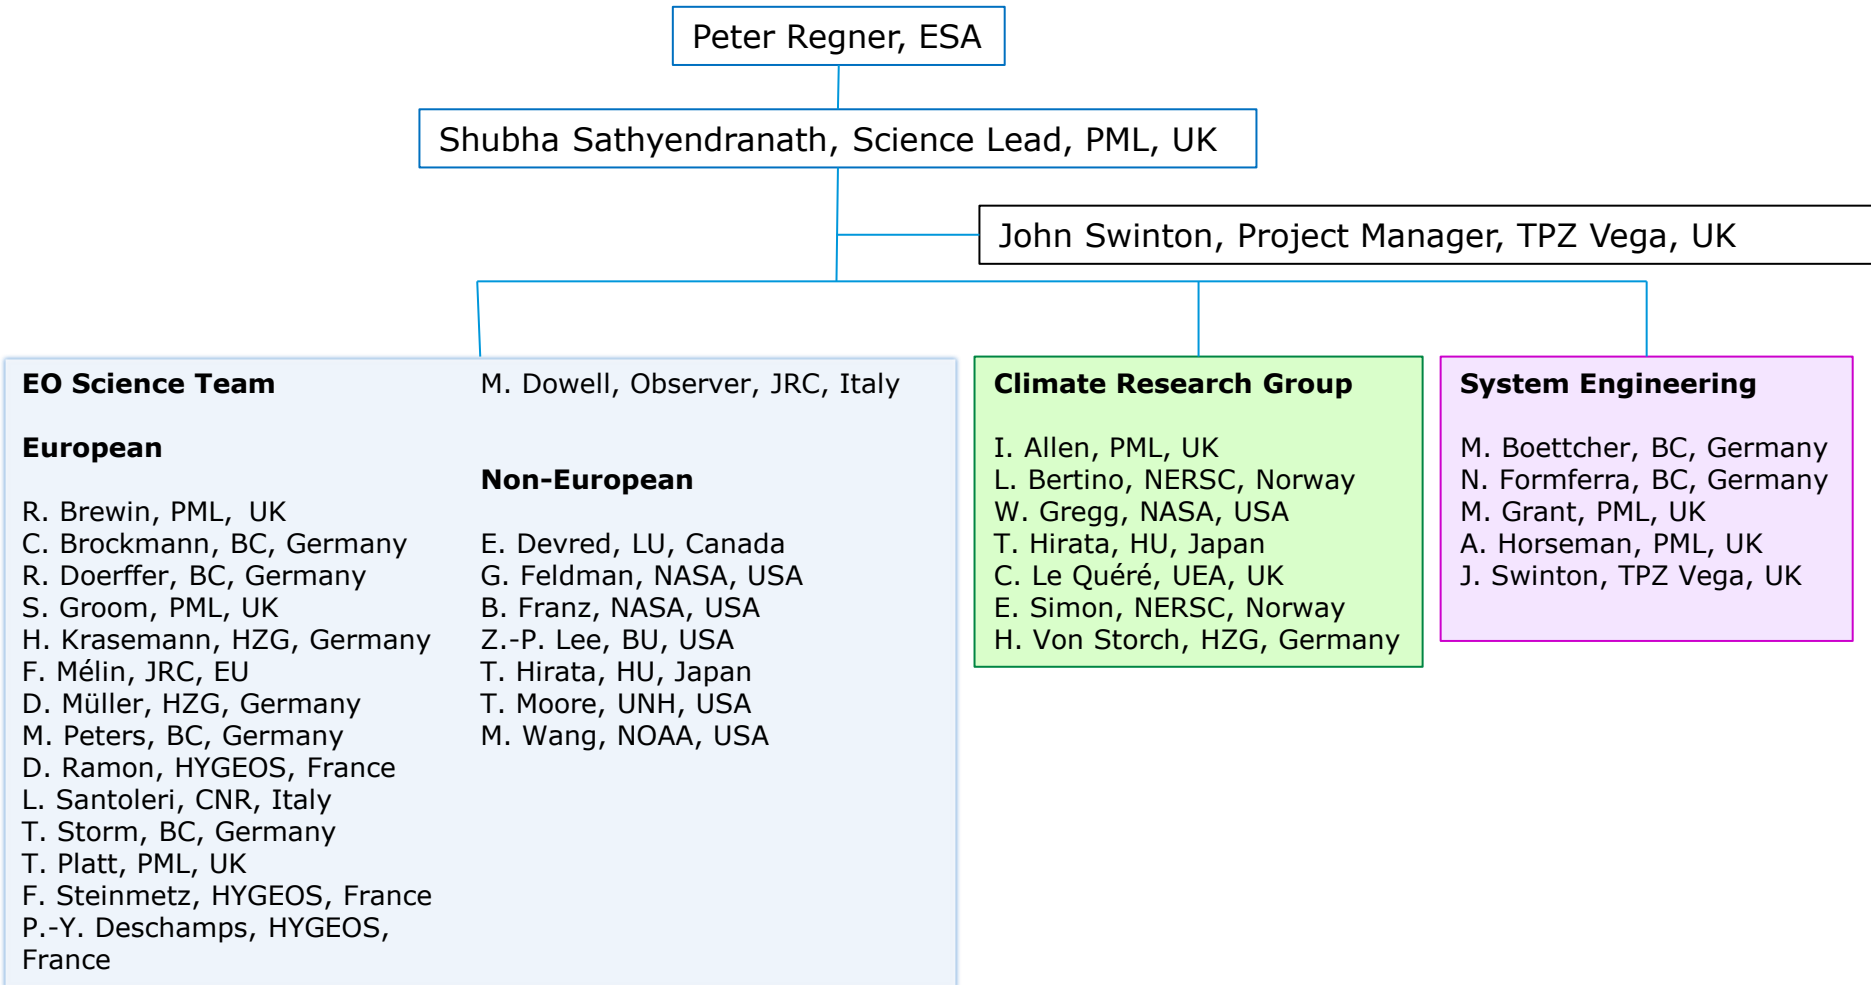 Peter Regner, ESA
Shubha Sathyendranath, Science Lead, PML, UK
John Swinton, Project Manager, TPZ Vega, UK
EO Science Team
European
R. Brewin, PML, UK
C. Brockmann, BC, Germany
R. Doerffer, BC, Germany
S. Groom, PML, UK
H. Krasemann, HZG, Germany
F. Mélin, JRC, EU
D. Müller, HZG, Germany
M. Peters, BC, Germany
D. Ramon, HYGEOS, France
L. Santoleri, CNR, Italy
T. Storm, BC, Germany
T. Platt, PML, UK
F. Steinmetz, HYGEOS, France
P.-Y. Deschamps, HYGEOS,
France
M. Dowell, Observer, JRC, Italy
Non-European
E. Devred, LU, Canada
G. Feldman, NASA, USA
B. Franz, NASA, USA
Z.-P. Lee, BU, USA
T. Hirata, HU, Japan
T. Moore, UNH, USA
M. Wang, NOAA, USA
Climate Research Group
I. Allen, PML, UK
L. Bertino, NERSC, Norway
W. Gregg, NASA, USA
T. Hirata, HU, Japan
C. Le Quéré, UEA, UK
E. Simon, NERSC, Norway
H. Von Storch, HZG, Germany
System Engineering
M. Boettcher, BC, Germany
N. Formferra, BC, Germany
M. Grant, PML, UK
A. Horseman, PML, UK
J. Swinton, TPZ Vega, UK